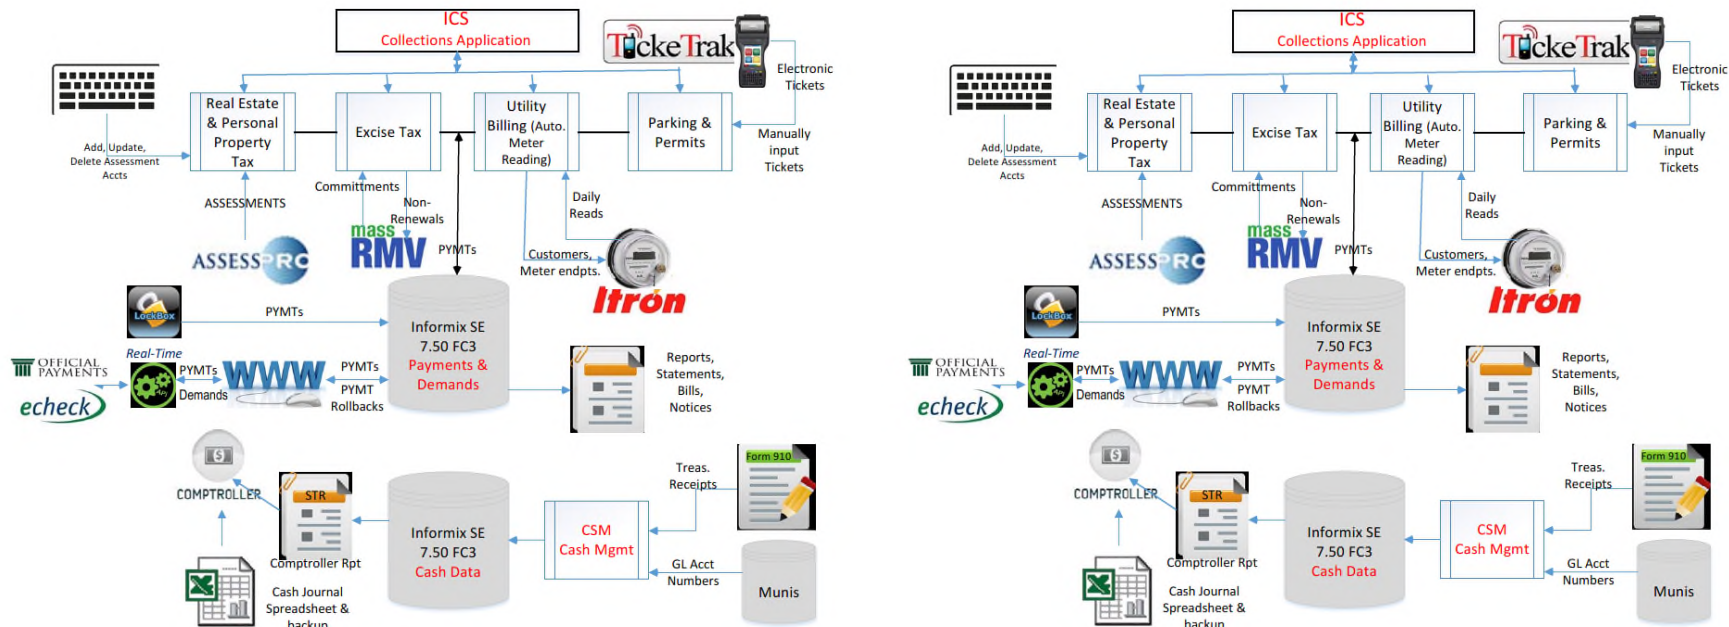 ICS
Collections Application
TickeTrak
Electronic
Tickets
Real Estate
& Personal
Property
Tax
Excise Tax
Utility
Billing (Auto.
Meter
Reading)
Parking &
Permits
Manually
input
Tickets
Add, Update,
Delete Assessment
Accts
ASSESSMENTS
Committments
Non-
Renewals
Daily
Reads
ASSESSPRO
mass
RMV
PYMTs
Customers,
Meter endpts.
Itron
LockBox
PYMTs
Informix SE
7.50 FC3
Payments &
Demands
OFFICIAL
PAYMENTS
echeck
Real-Time
API
PYMTs
Demands
WWW
PYMTs
PYMT
Rollbacks
Reports,
Statements,
Bills,
Notices
COMPTROLLER
STR
Comptroller Rpt
Cash Journal
Spreadsheet &
backup
Informix SE
7.50 FC3
Cash Data
CSM
Cash Mgmt
Treas.
Receipts
Form 910
GL Acct
Numbers
Munis
ICS
Collections Application
TickeTrak
Electronic
Tickets
Real Estate
& Personal
Property
Tax
Excise Tax
Utility
Billing (Auto.
Meter
Reading)
Parking &
Permits
Manually
input
Tickets
Add, Update,
Delete Assessment
Accts
ASSESSMENTS
Committments
Non-
Renewals
Daily
Reads
ASSESSPRO
mass
RMV
PYMTs
Customers,
Meter endpts.
Itron
LockBox
PYMTs
Informix SE
7.50 FC3
Payments &
Demands
OFFICIAL
PAYMENTS
echeck
Real-Time
API
PYMTs
Demands
WWW
PYMTs
PYMT
Rollbacks
Reports,
Statements,
Bills,
Notices
COMPTROLLER
STR
Comptroller Rpt
Cash Journal
Spreadsheet &
backup
Informix SE
7.50 FC3
Cash Data
CSM
Cash Mgmt
Treas.
Receipts
Form 910
GL Acct
Numbers
Munis